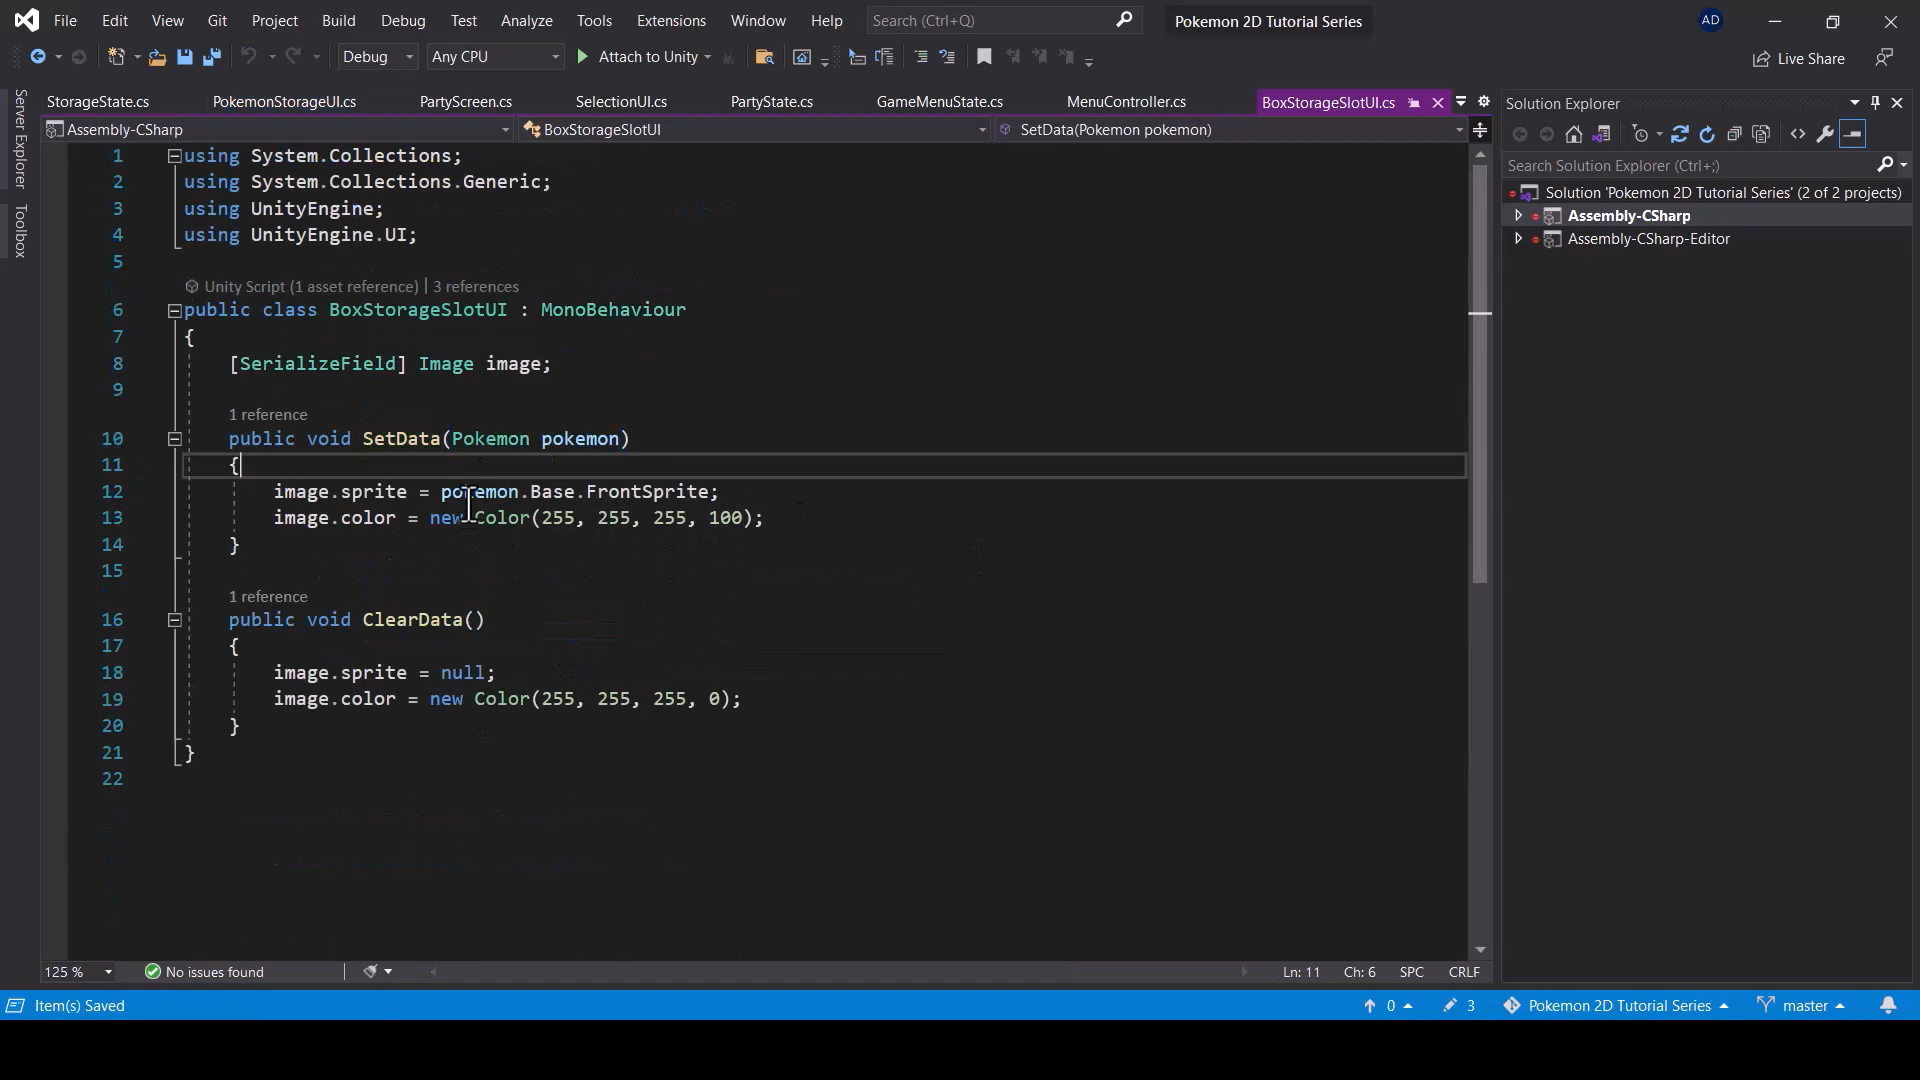 File Edit View Git Project Build Debug Test Analyze Tools Extensions Window Help Search (Ctrl+Q) Pokemon 2D Tutorial Series AD
Debug Any CPU Attach to Unity Live Share
StorageState.cs PokemonStorageUI.cs PartyScreen.cs SelectionUI.cs PartyState.cs GameMenuState.cs MenuController.cs BoxStorageSlotUI.cs
Assembly-CSharp BoxStorageSlotUI SetData(Pokemon pokemon)
Server Explorer
Toolbox
1 using System.Collections;
2 using System.Collections.Generic;
3 using UnityEngine;
4 using UnityEngine.UI;
5
Unity Script (1 asset reference) | 3 references
6 public class BoxStorageSlotUI : MonoBehaviour
7 {
8 [SerializeField] Image image;
9
1 reference
10 public void SetData(Pokemon pokemon)
11 {
12 image.sprite = pokemon.Base.FrontSprite;
13 image.color = new Color(255, 255, 255, 100);
14 }
15
1 reference
16 public void ClearData()
17 {
18 image.sprite = null;
19 image.color = new Color(255, 255, 255, 0);
20 }
21 }
22
Solution Explorer
Search Solution Explorer (Ctrl+;)
Solution 'Pokemon 2D Tutorial Series' (2 of 2 projects)
Assembly-CSharp
Assembly-CSharp-Editor
125 % No issues found Ln: 11 Ch: 6 SPC CRLF
Item(s) Saved 0 3 Pokemon 2D Tutorial Series master